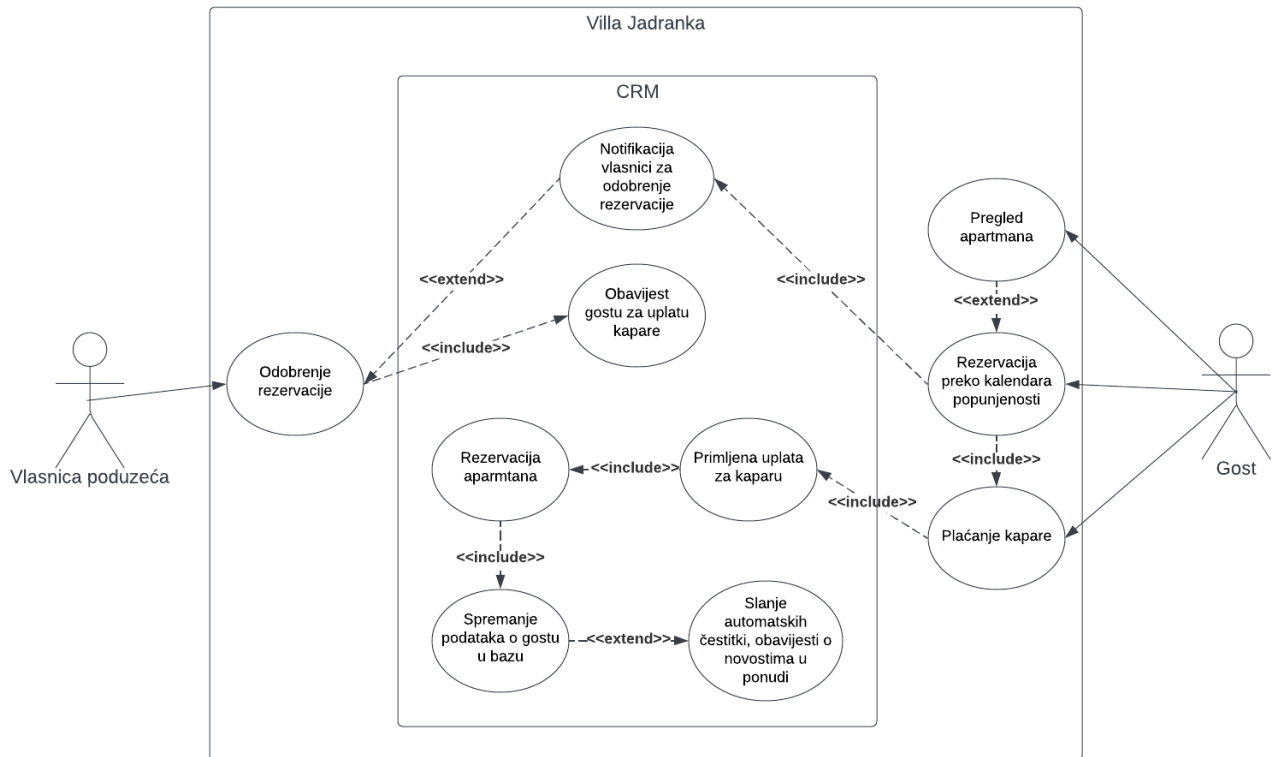 Villa Jadranka
CRM
Notifikacija
vlasnici za
odobrenje
rezervacije
Pregled
apartmana
<<extend>>
<<include>>
<<extend>>
Obavijest
gostu za uplatu
kapare
<<include>>
Odobrenje
rezervacije
Rezervacija
preko kalendara
popunjenosti
Vlasnica poduzeća
Gost
<<include>>
Rezervacija
aparmtana
<<include>>
Primljena uplata
za kaparu
<<include>>
Plaćanje kapare
<<include>>
Spremanje
podataka o gostu
u bazu
<<extend>>
Slanje
automatskih
čestitki, obavijesti o
novostima u
ponudi